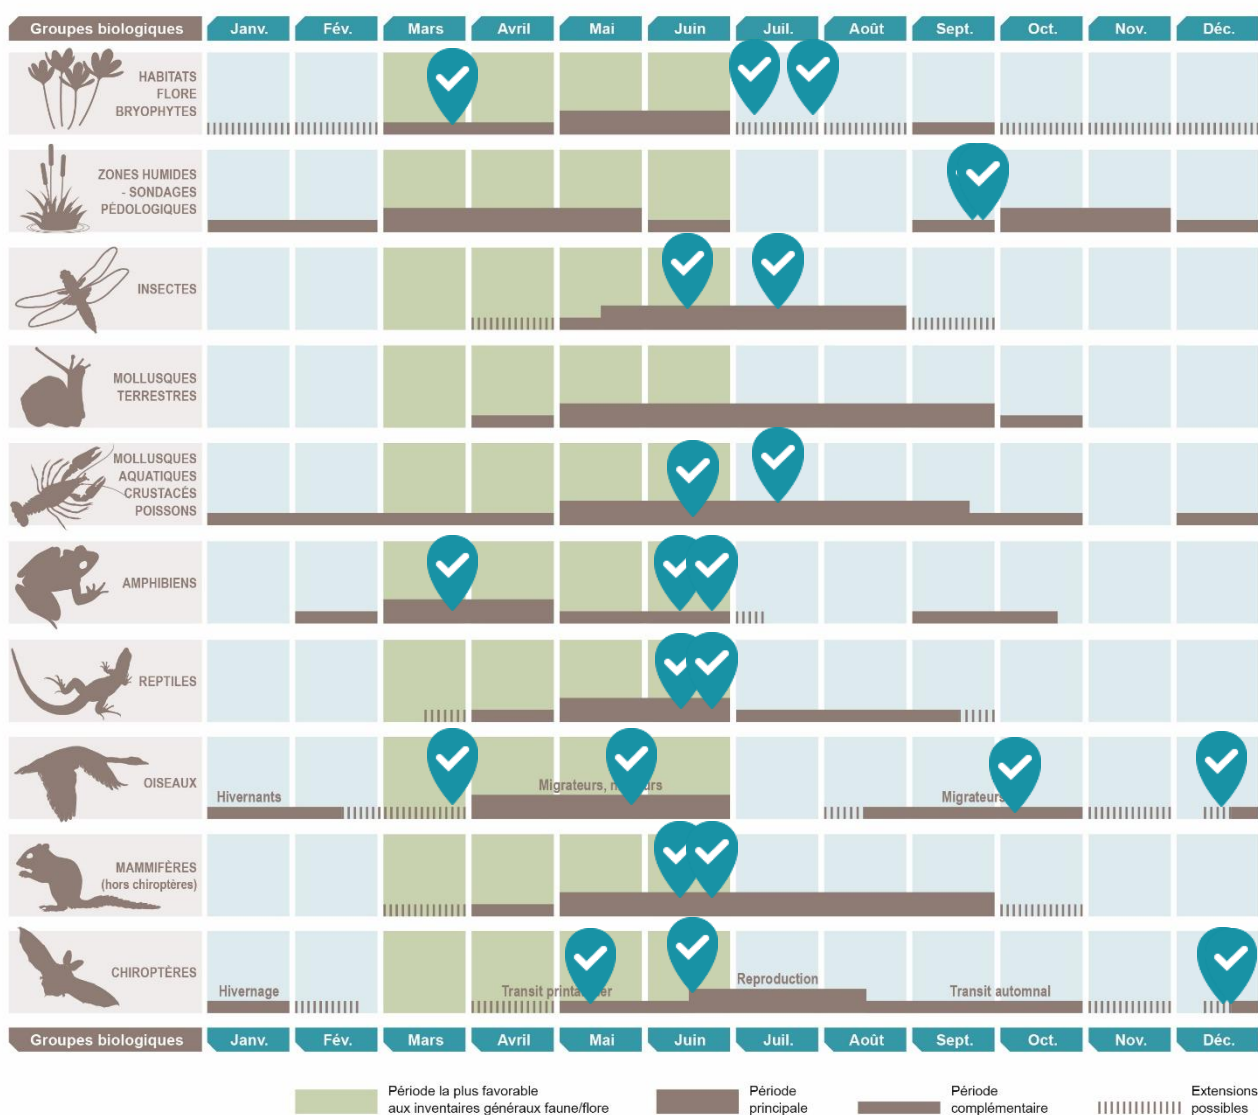 Groupes biologiques Janv. Fév. Mars Avril Mai Juin Juil. Août Sept. Oct. Nov. Déc.
HABITATS
FLORE
BRYOPHYTES
ZONES HUMIDES
- SONDAGES
PÉDOLOGIQUES
INSECTES
MOLLUSQUES
TERRESTRES
MOLLUSQUES
AQUATIQUES
CRUSTACÉS
POISSONS
AMPHIBIENS
REPTILES
OISEAUX
Hivernants
Migrateurs,
Migrateurs
MAMMIFÈRES
(hors chiroptères)
CHIROPTÈRES
Hivernage
Transit
Reproduction
Transit automnal
Groupes biologiques Janv. Fév. Mars Avril Mai Juin Juil. Août Sept. Oct. Nov. Déc.
Période la plus favorable
aux inventaires généraux faune/flore
Période
principale
Période
complémentaire
Extensions
possibles